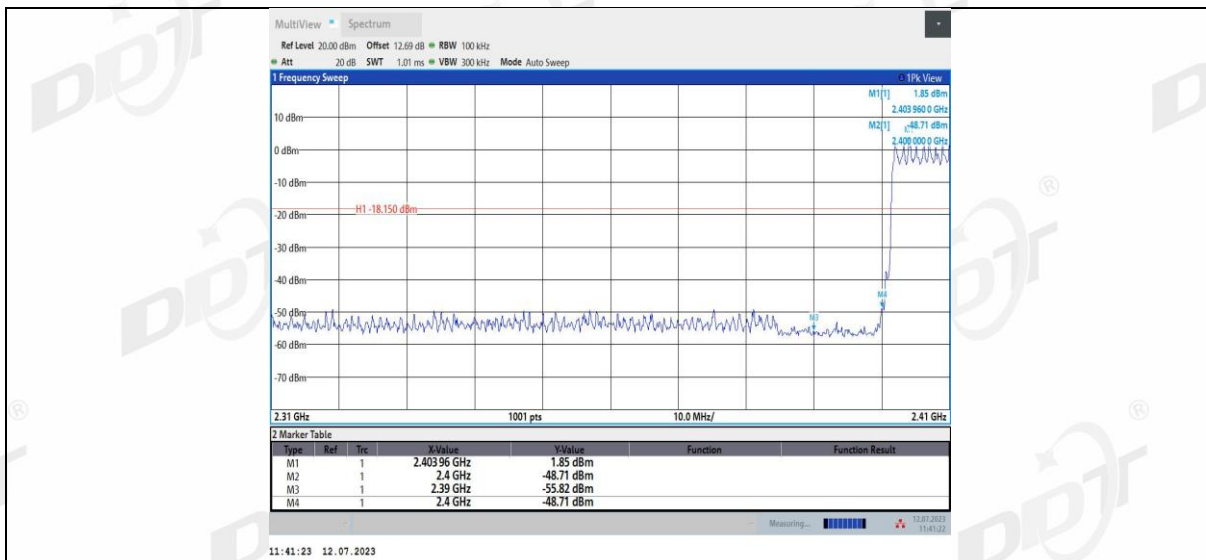 MultiView Spectrum
Ref Level 20.00 dBm Offset 12.69 dB RBW 100 kHz
Att 20 dB SWT 1.01 ms VBW 300 kHz Mode Auto Sweep
1 Frequency Sweep 1Pk View
M1[1] 1.85 dBm
2.403 960 0 GHz
10 dBm
M2[1] -48.71 dBm
2.400 000 0 GHz
0 dBm
-10 dBm
H1 -18.150 dBm
-20 dBm
-30 dBm
-40 dBm
M4
-50 dBm
M3
-60 dBm
-70 dBm
2.31 GHz 1001 pts 10.0 MHz/ 2.41 GHz
2 Marker Table
Type Ref Trc X-Value Y-Value Function Function Result
M1 1 2.403 96 GHz 1.85 dBm
M2 1 2.4 GHz -48.71 dBm
M3 1 2.39 GHz -55.82 dBm
M4 1 2.4 GHz -48.71 dBm
Measuring... 12.07.2023
11:41:22
11:41:23 12.07.2023
DDT ®